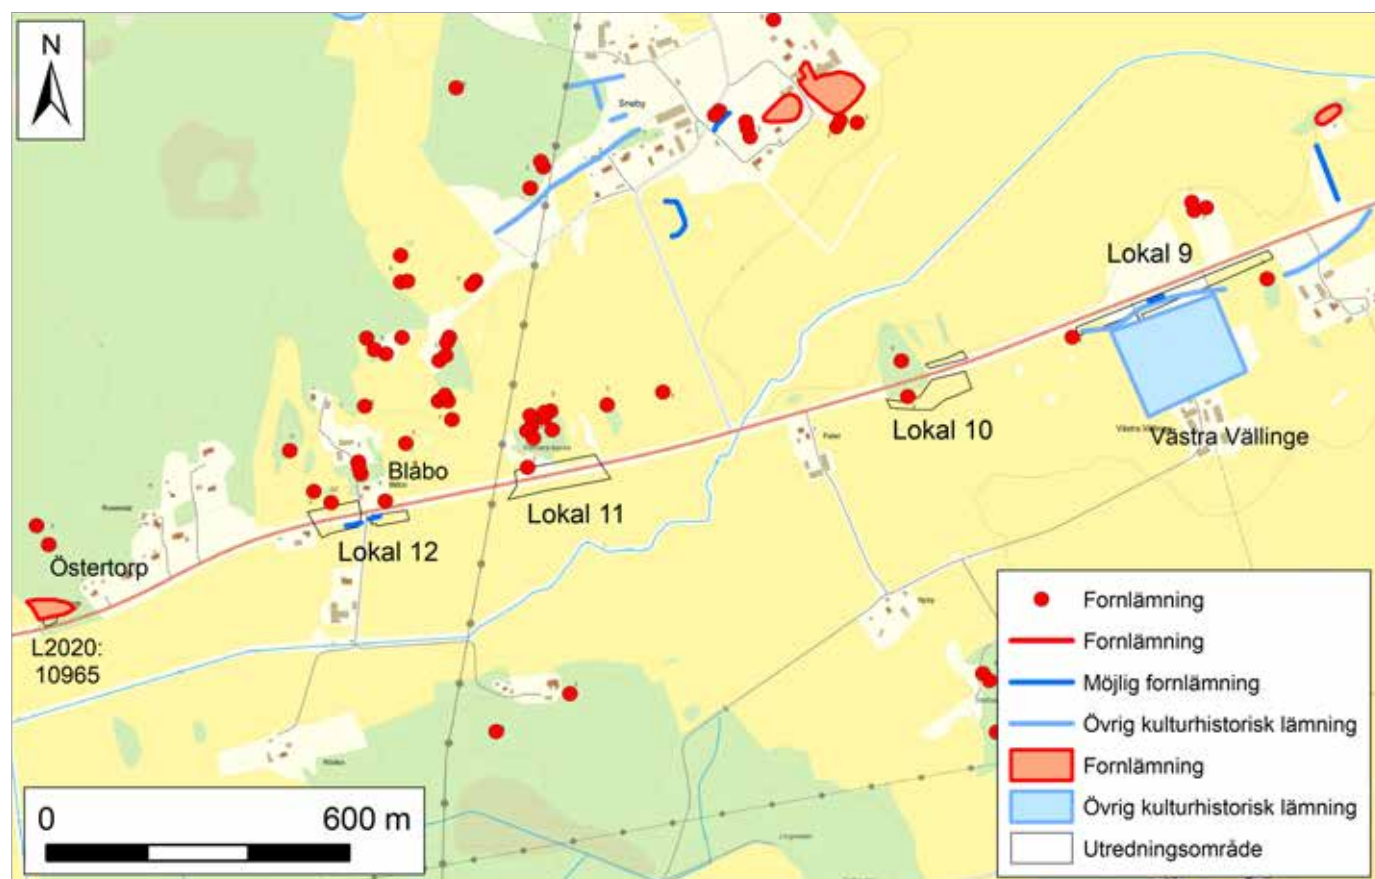 N
Sneby
Lokal 9
Lokal 10
Västra Vällinge
Blåbo
Lokal 11
Lokal 12
Östertorp
L2020:
10965
Fornlämning
Fornlämning
Möjlig fornlämning
Övrig kulturhistorisk lämning
Fornlämning
Övrig kulturhistorisk lämning
Utredningsområde
0 600 m